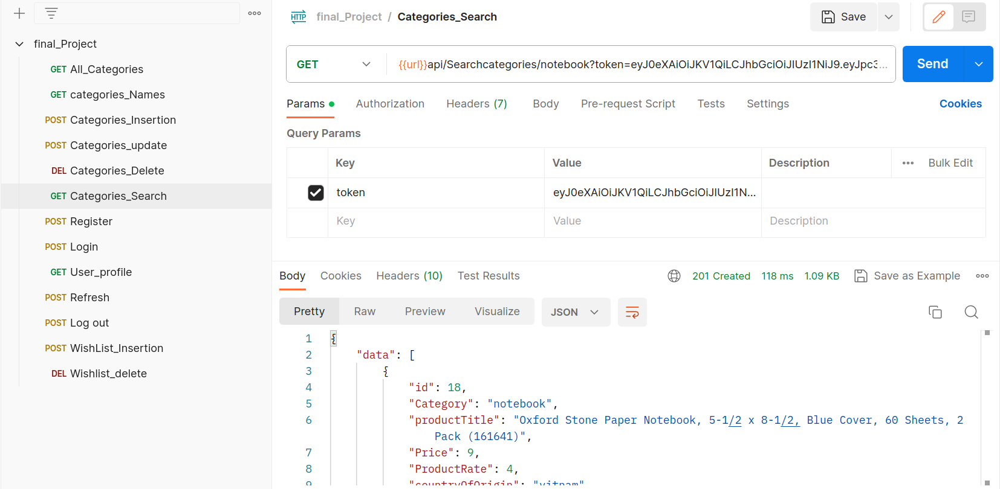 final_Project
GET All_Categories
GET categories_Names
POST Categories_Insertion
POST Categories_update
DEL Categories_Delete
GET Categories_Search
POST Register
POST Login
GET User_profile
POST Refresh
POST Log out
POST WishList_Insertion
DEL Wishlist_delete
HTTP final_Project / Categories_Search
Save
GET {{url}}api/Searchcategories/notebook?token=eyJ0eXAiOiJKV1QiLCJhbGciOiJIUzI1NiJ9.eyJpc3...
Send
Params Authorization Headers (7) Body Pre-request Script Tests Settings Cookies
Query Params
Key Value Description Bulk Edit
token eyJ0eXAiOiJKV1QiLCJhbGciOiJIUzI1N...
Key Value Description
Body Cookies Headers (10) Test Results 201 Created 118 ms 1.09 KB Save as Example
Pretty Raw Preview Visualize JSON
1 {
2 "data": [
3 {
4 "id": 18,
5 "Category": "notebook",
6 "productTitle": "Oxford Stone Paper Notebook, 5-1/2 x 8-1/2, Blue Cover, 60 Sheets, 2
Pack (161641)",
7 "Price": 9,
8 "ProductRate": 4,
9 "countryOfOrigin": "vitnam"